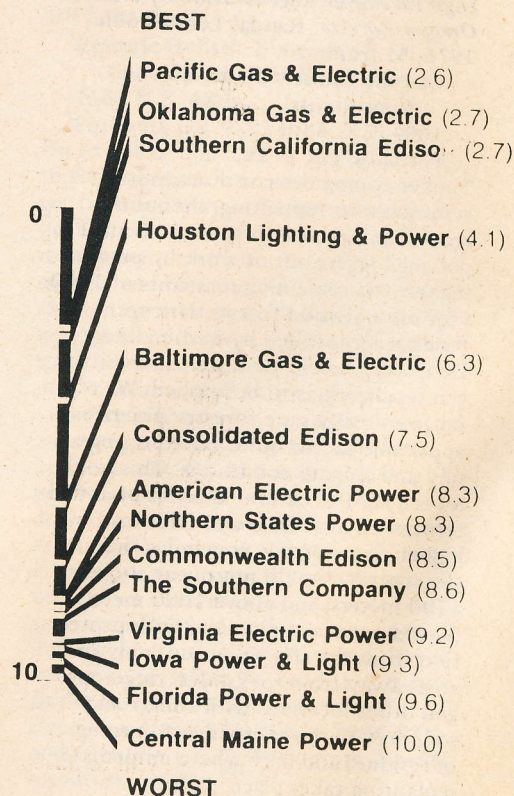 BEST
Pacific Gas & Electric (2.6)
Oklahoma Gas & Electric (2.7)
Southern California Ediso (2.7)
0
Houston Lighting & Power (4.1)
Baltimore Gas & Electric (6.3)
Consolidated Edison (7.5)
American Electric Power (8.3)
Northern States Power (8.3)
Commonwealth Edison (8.5)
The Southern Company (8.6)
Virginia Electric Power (9.2)
Iowa Power & Light (9.3)
10
Florida Power & Light (9.6)
Central Maine Power (10.0)
WORST